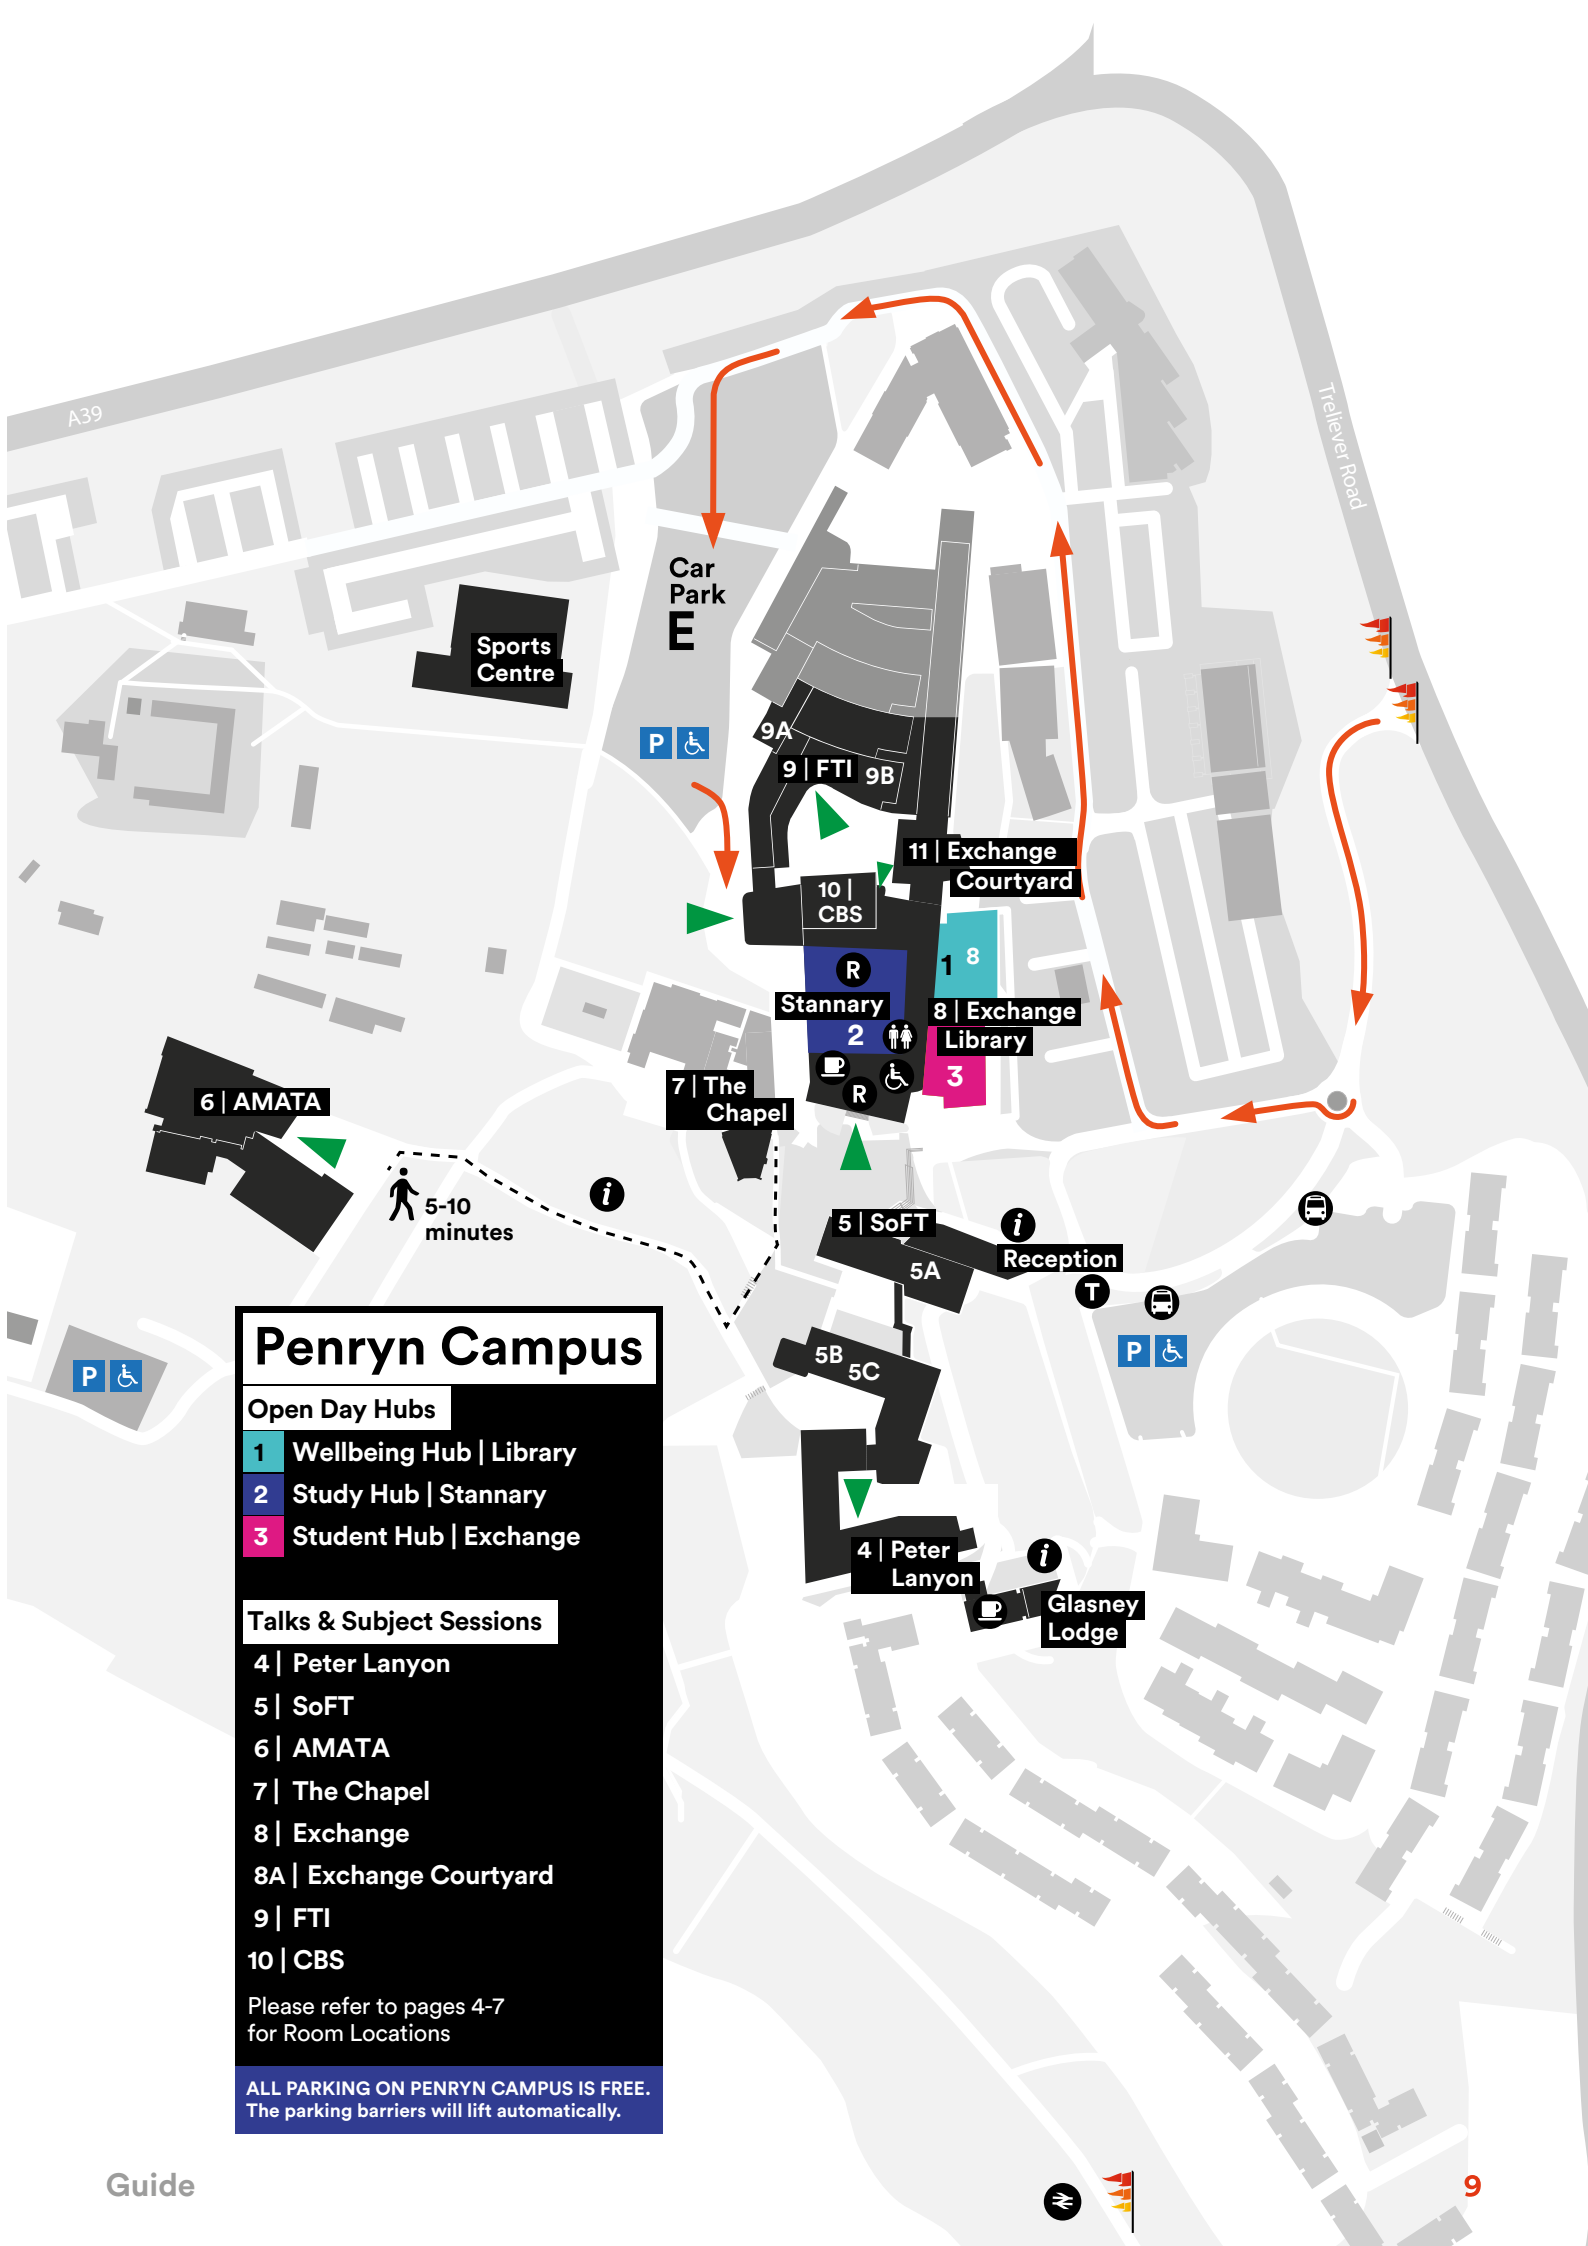 A39
Treliever Road
Car
Park
E
Sports
Centre
P
9A
9 | FTI
9B
11 | Exchange
Courtyard
10 |
CBS
R
1
8
Stannary
2
8 | Exchange
Library
3
R
7 | The
Chapel
6 | AMATA
5-10
minutes
i
5 | SoFT
i
Reception
5A
T
P
5B
5C
P
4 | Peter
Lanyon
i
Glasney
Lodge
Penryn Campus
Open Day Hubs
1 Wellbeing Hub | Library
2 Study Hub | Stannary
3 Student Hub | Exchange
Talks & Subject Sessions
4 | Peter Lanyon
5 | SoFT
6 | AMATA
7 | The Chapel
8 | Exchange
8A | Exchange Courtyard
9 | FTI
10 | CBS
Please refer to pages 4-7
for Room Locations
ALL PARKING ON PENRYN CAMPUS IS FREE.
The parking barriers will lift automatically.
Guide
9